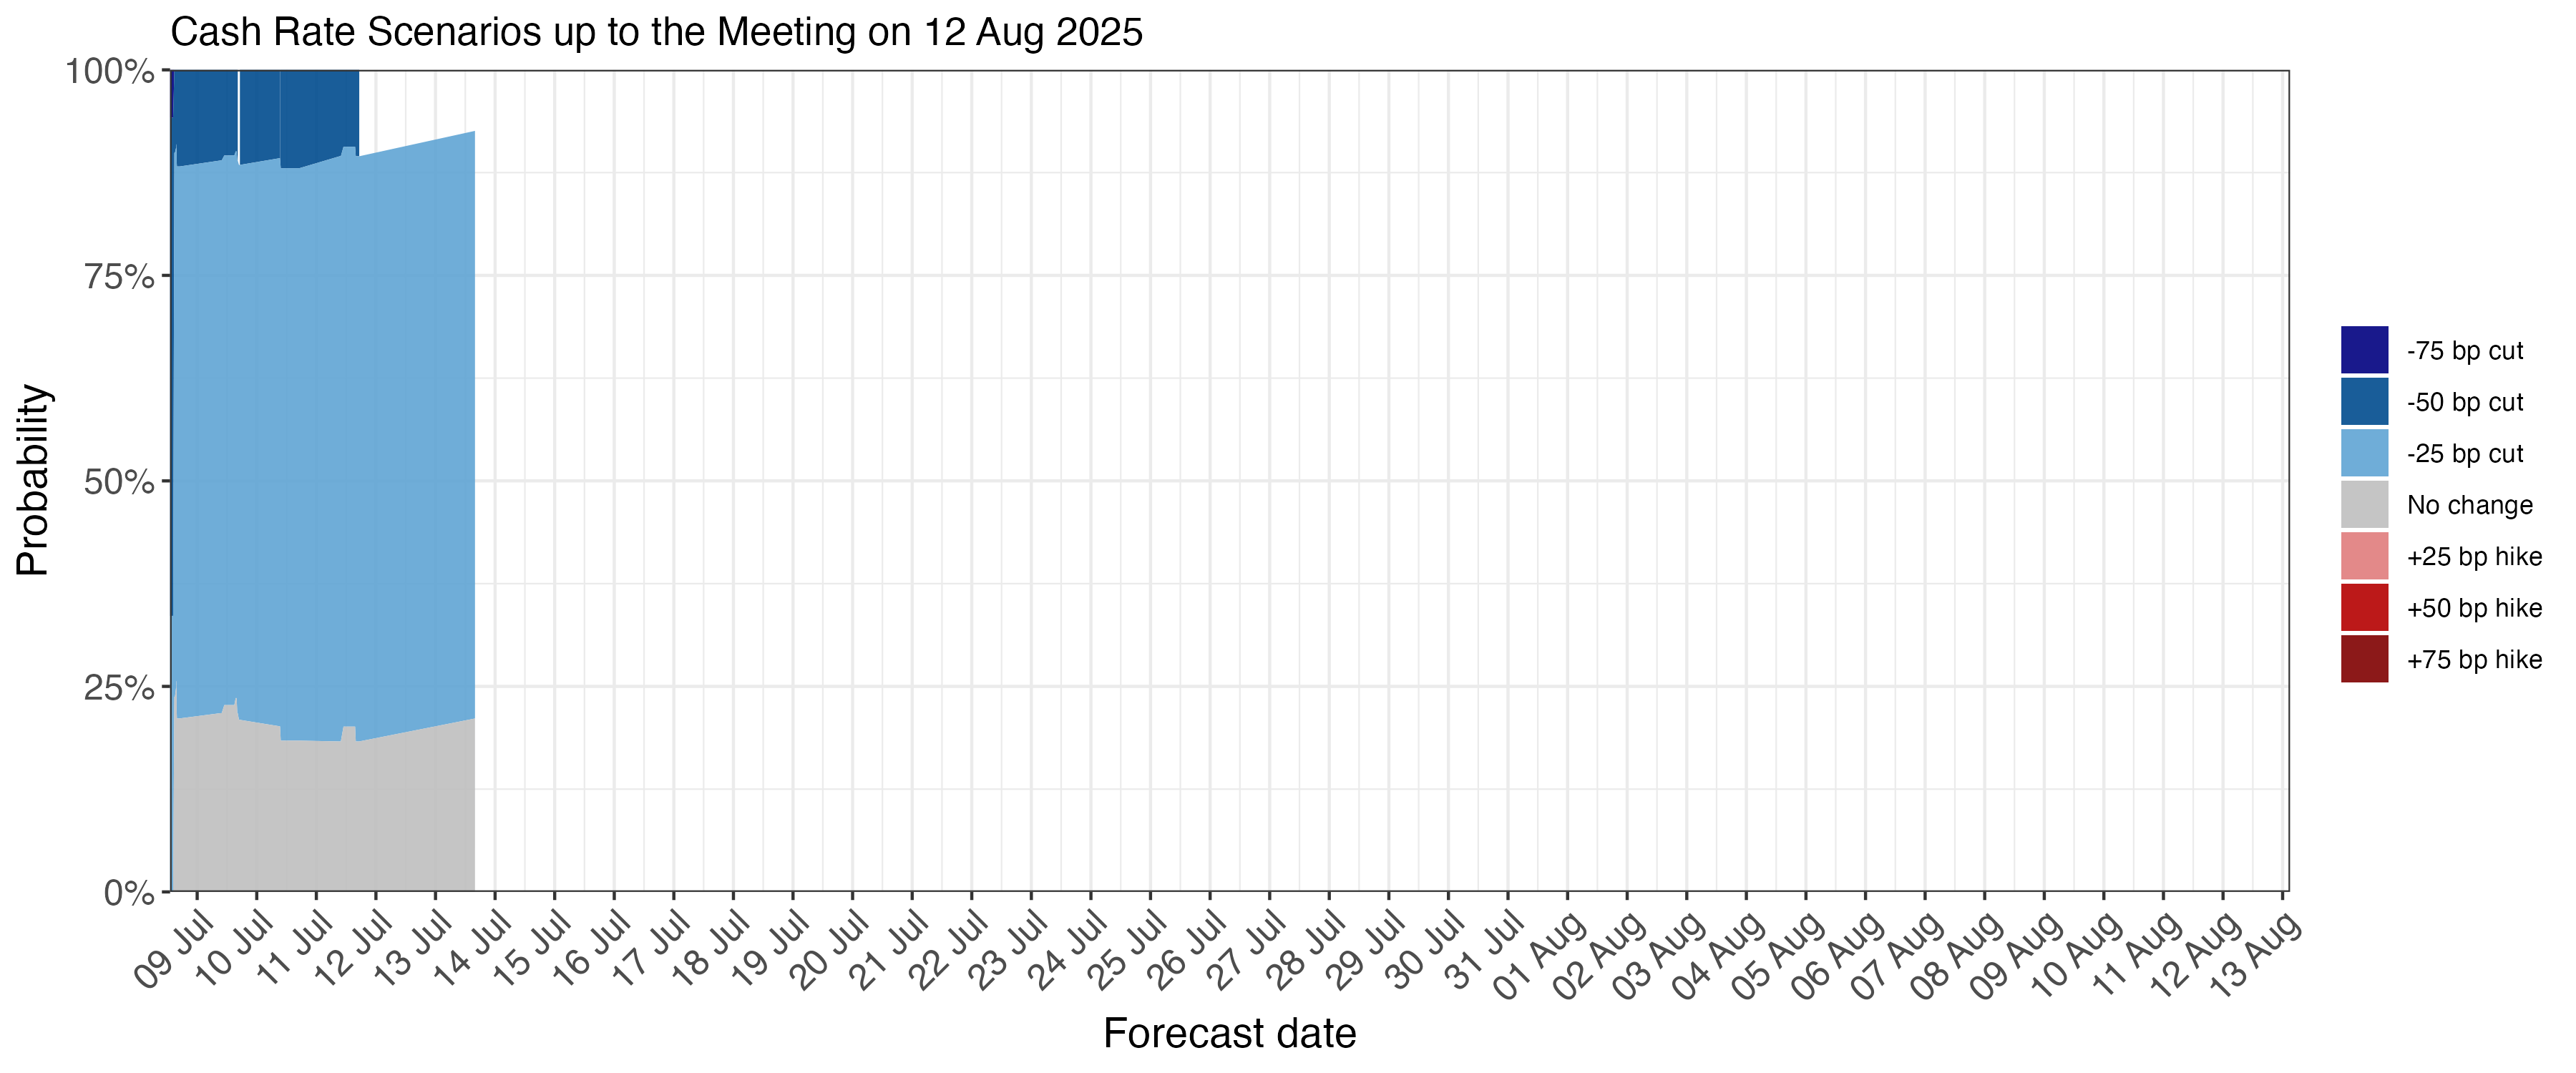 Cash Rate Scenarios up to the Meeting on 12 Aug 2025
100%
75%
50%
25%
0%
Probability
09 Jul
10 Jul
11 Jul
12 Jul
13 Jul
14 Jul
15 Jul
16 Jul
17 Jul
18 Jul
19 Jul
20 Jul
21 Jul
22 Jul
23 Jul
24 Jul
25 Jul
26 Jul
27 Jul
28 Jul
29 Jul
30 Jul
31 Jul
01 Aug
02 Aug
03 Aug
04 Aug
05 Aug
06 Aug
07 Aug
08 Aug
09 Aug
10 Aug
11 Aug
12 Aug
13 Aug
Forecast date
-75 bp cut
-50 bp cut
-25 bp cut
No change
+25 bp hike
+50 bp hike
+75 bp hike